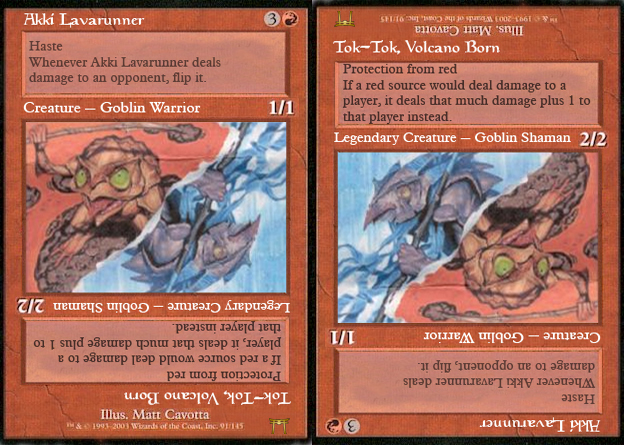 Akki Lavarunner 3
Haste
Whenever Akki Lavarunner deals
damage to an opponent, flip it.
Creature — Goblin Warrior 1/1
Legendary Creature — Goblin Shaman 2/2
Tok-Tok, Volcano Born
Protection from red
If a red source would deal damage to a
player, it deals that much damage plus 1 to
that player instead.
Illus. Matt Cavotta
™ & © 1993-2003 Wizards of the Coast, Inc. 91/145
™ & © 1993-2003 Wizards of the Coast, Inc. 91/145
Illus. Matt Cavotta
Tok-Tok, Volcano Born
Protection from red
If a red source would deal damage to a
player, it deals that much damage plus 1 to
that player instead.
Legendary Creature — Goblin Shaman 2/2
Creature — Goblin Warrior 1/1
Akki Lavarunner 3
Haste
Whenever Akki Lavarunner deals
damage to an opponent, flip it.